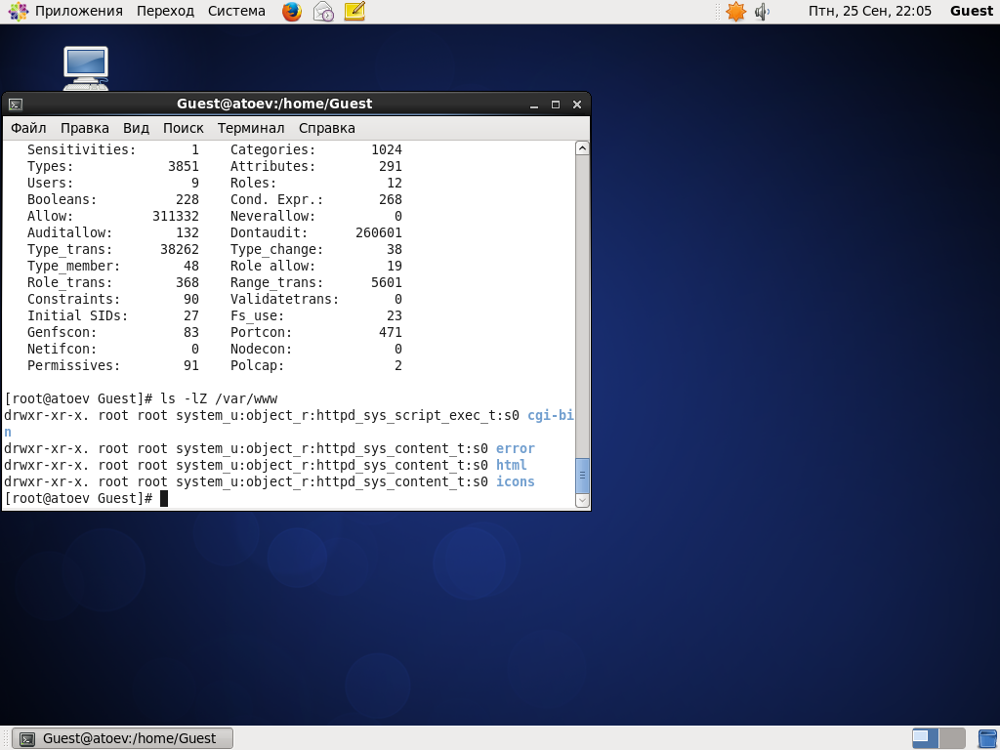 Приложения Переход Система Птн, 25 Сен, 22:05 Guest
Guest@atoev:/home/Guest
Файл Правка Вид Поиск Терминал Справка
Sensitivities: 1 Categories: 1024
Types: 3851 Attributes: 291
Users: 9 Roles: 12
Booleans: 228 Cond. Expr.: 268
Allow: 311332 Neverallow: 0
Auditallow: 132 Dontaudit: 260601
Type_trans: 38262 Type_change: 38
Type_member: 48 Role allow: 19
Role_trans: 368 Range_trans: 5601
Constraints: 90 Validatetrans: 0
Initial SIDs: 27 Fs_use: 23
Genfscon: 83 Portcon: 471
Netifcon: 0 Nodecon: 0
Permissives: 91 Polcap: 2
[root@atoev Guest]# ls -lZ /var/www
drwxr-xr-x. root root system_u:object_r:httpd_sys_script_exec_t:s0 cgi-bi
n
drwxr-xr-x. root root system_u:object_r:httpd_sys_content_t:s0 error
drwxr-xr-x. root root system_u:object_r:httpd_sys_content_t:s0 html
drwxr-xr-x. root root system_u:object_r:httpd_sys_content_t:s0 icons
[root@atoev Guest]#
Guest@atoev:/home/Guest